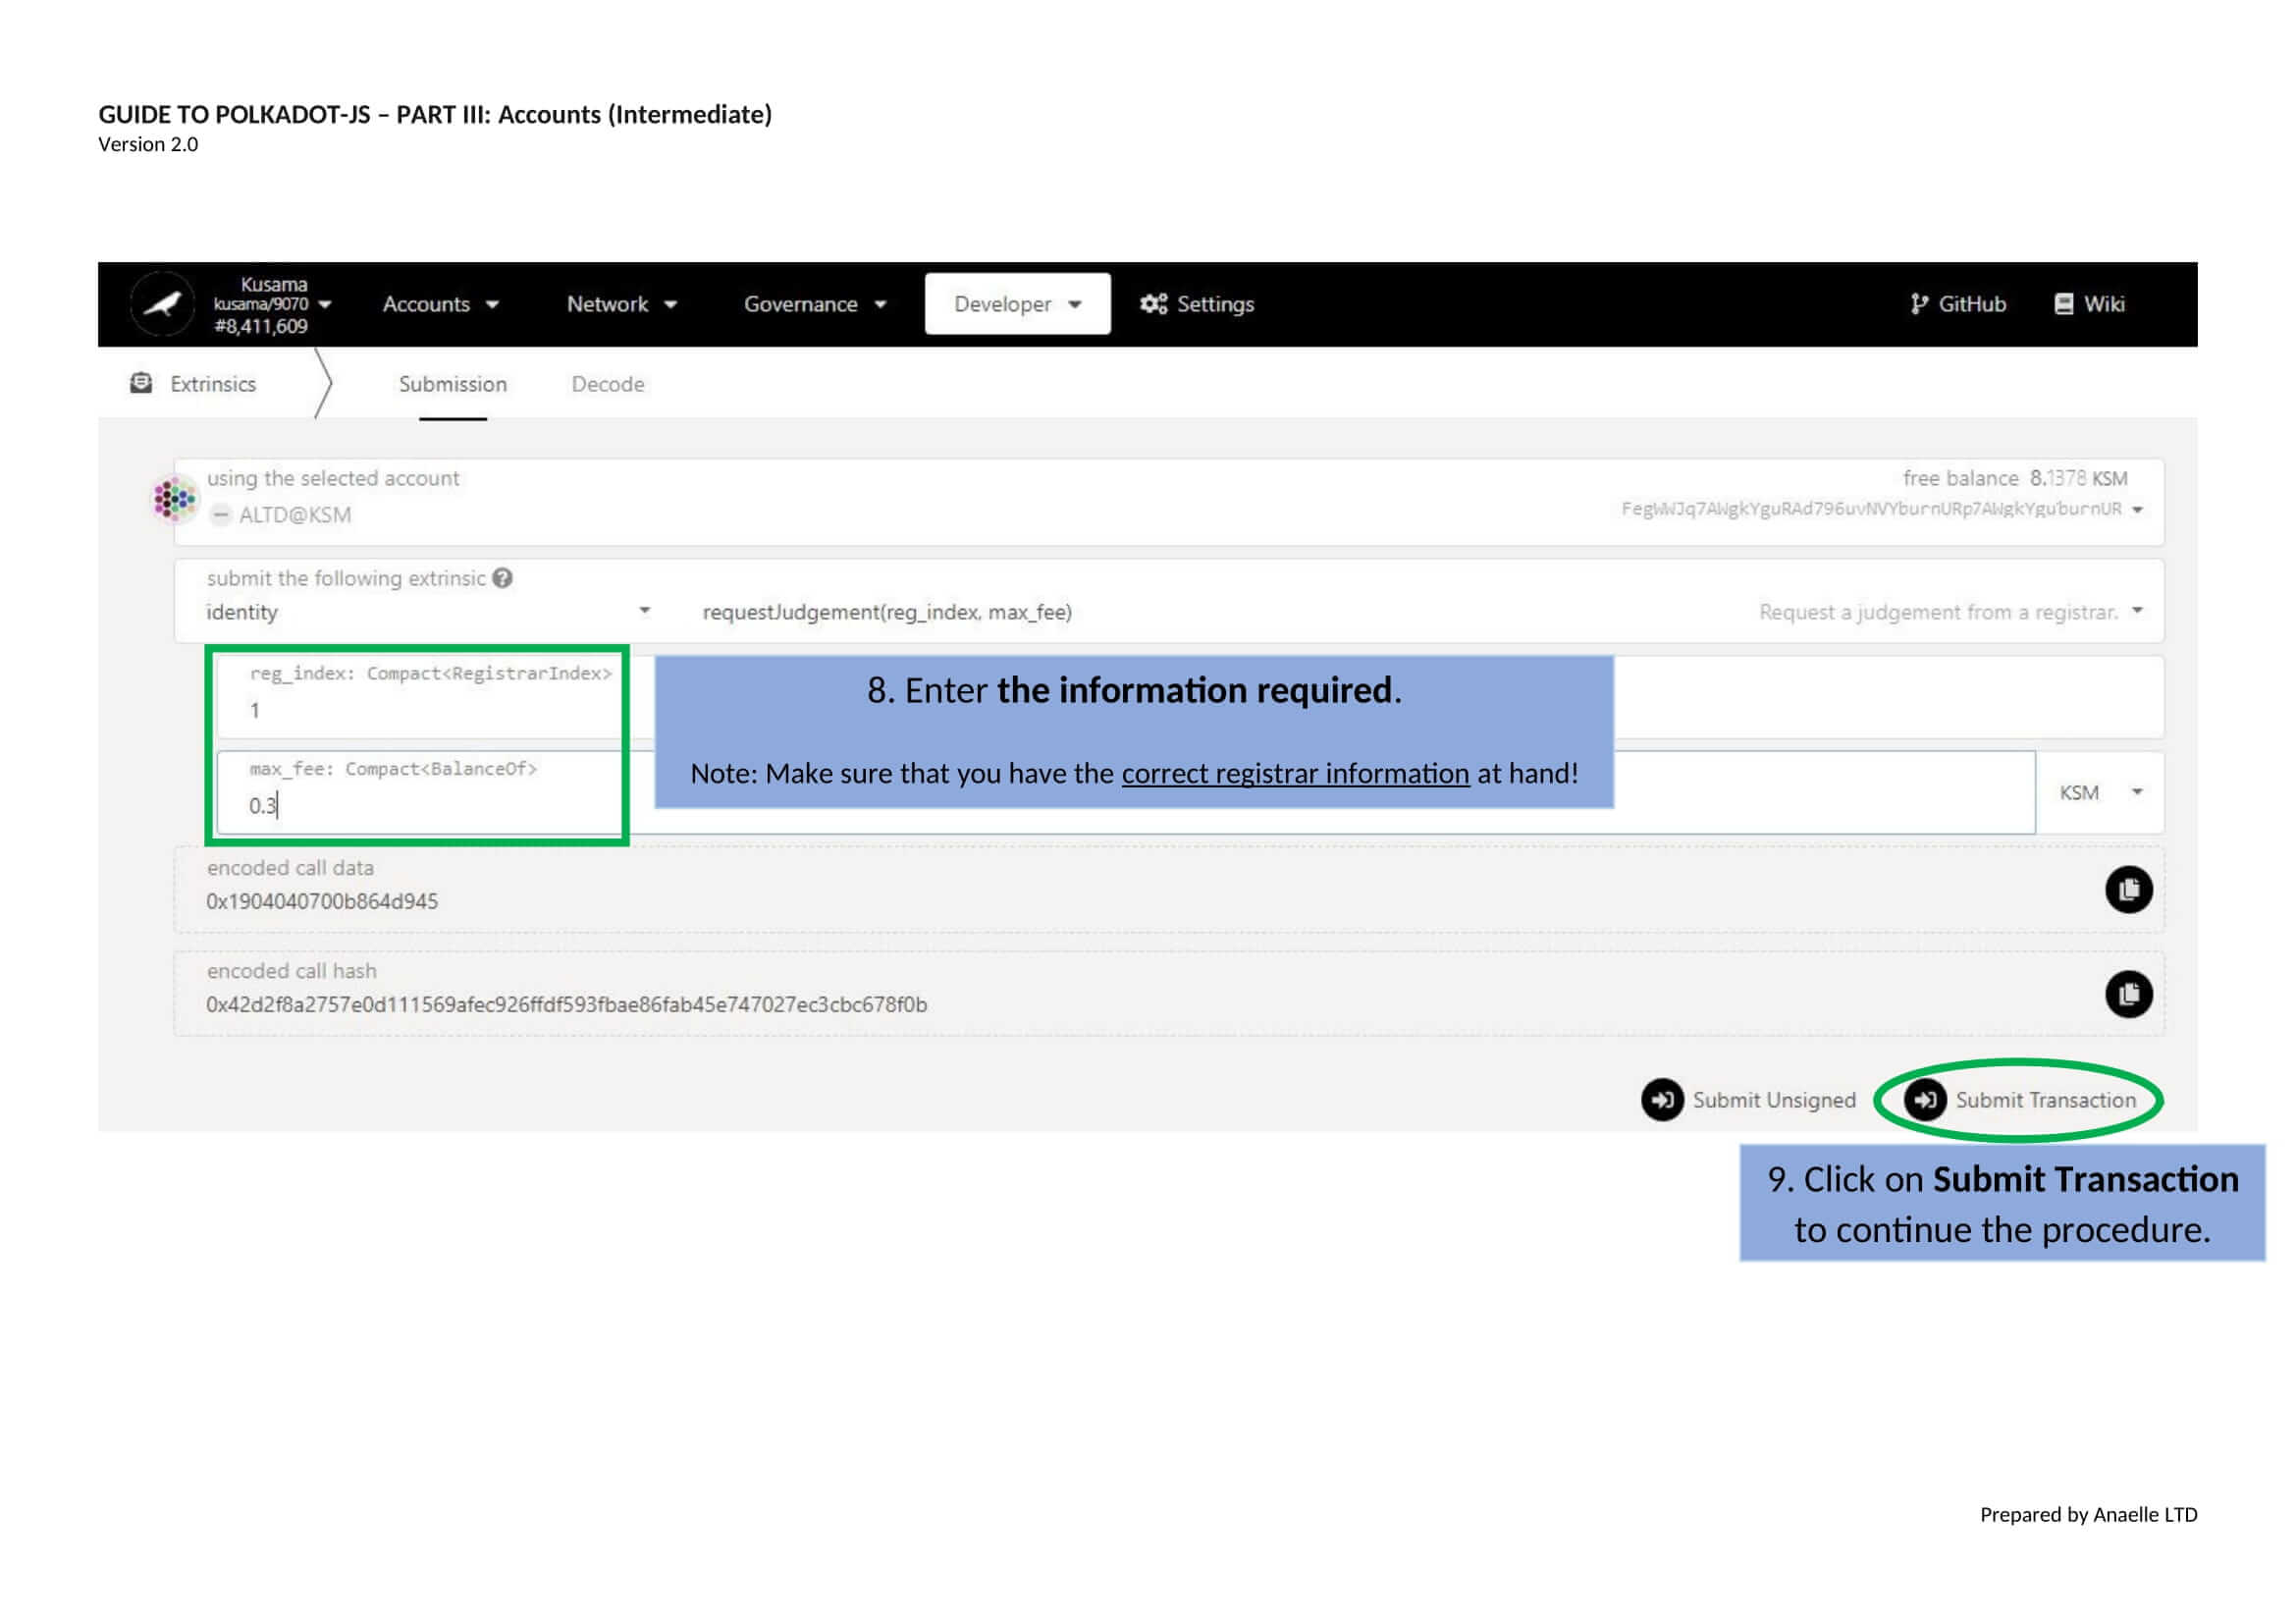 GUIDE TO POLKADOT-JS – PART III: Accounts (Intermediate)
Version 2.0
Kusama
kusama/9070
#8,411,609
Accounts
Network
Governance
Developer
Settings
GitHub
Wiki
Extrinsics
Submission
Decode
using the selected account
ALTD@KSM
free balance 8.1378 KSM
FegWWJq7AWgkYguRAd796uvNVYburnURp7AWgkYguburnUR
submit the following extrinsic
identity
requestJudgement(reg_index, max_fee)
Request a judgement from a registrar.
reg_index: Compact<RegistrarIndex>
1
8. Enter the information required.
Note: Make sure that you have the correct registrar information at hand!
max_fee: Compact<BalanceOf>
0.3
KSM
encoded call data
0x1904040700b864d945
encoded call hash
0x42d2f8a2757e0d111569afec926ffdf593fbae86fab45e747027ec3cbc678f0b
Submit Unsigned
Submit Transaction
9. Click on Submit Transaction
to continue the procedure.
Prepared by Anaelle LTD